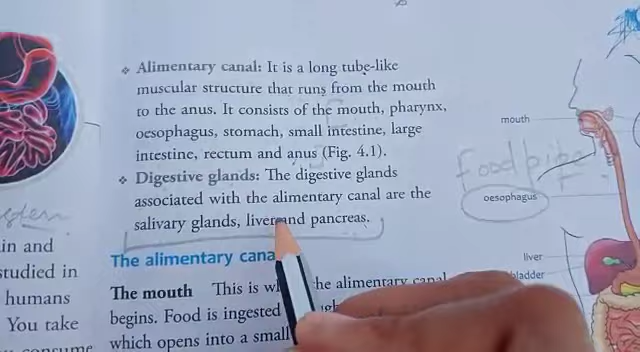 ❖ Alimentary canal: It is a long tube-like
muscular structure that runs from the mouth
to the anus. It consists of the mouth, pharynx,
oesophagus, stomach, small intestine, large
intestine, rectum and anus (Fig. 4.1).
❖ Digestive glands: The digestive glands
associated with the alimentary canal are the
salivary glands, liver and pancreas.
The alimentary cana
The mouth This is the alimentary canal
begins. Food is ingested
which opens into a small
in and
studied in
humans
You take
consume
mouth
Food pipe
oesophagus
liver
bladder